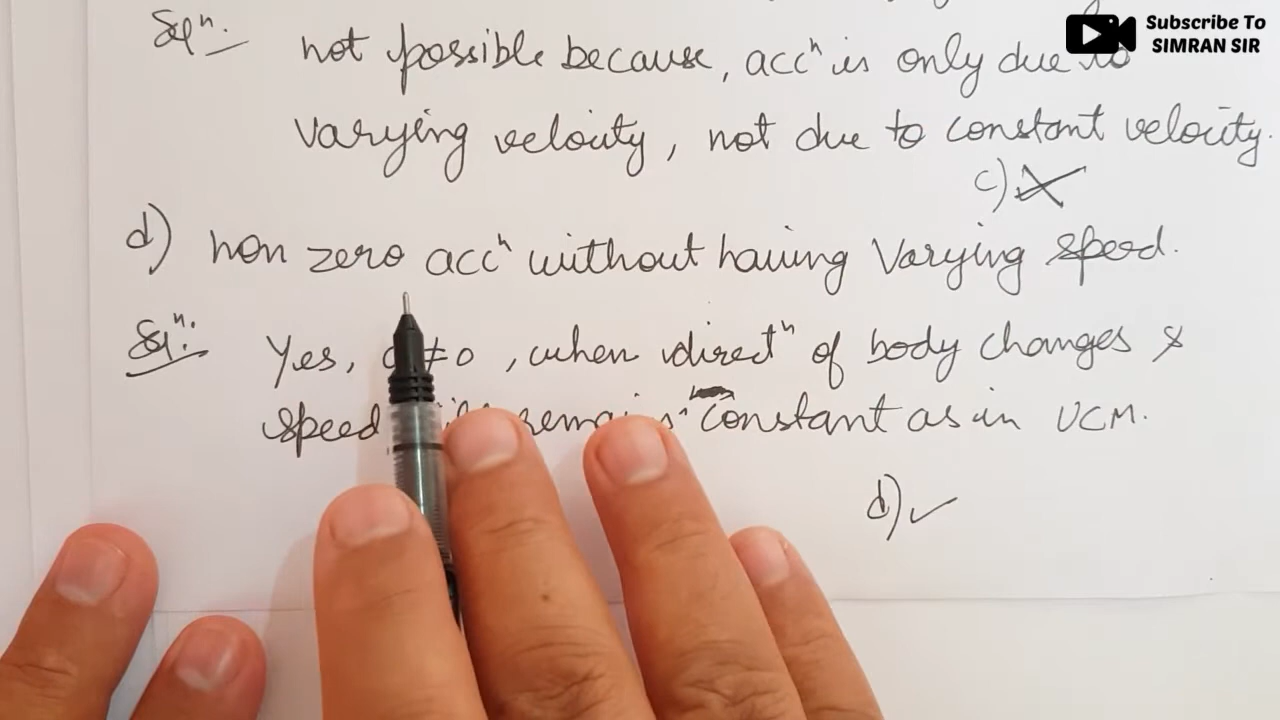 Subscribe To
SIMRAN SIR
Solⁿ.
not possible because, accⁿ is only due to
varying velocity, not due to constant velocity.
c) X
d) non zero accⁿ without having Varying speed.
Solⁿ:
Yes, a ≠ 0, when directⁿ of body changes &
speed remains constant as in UCM.
d) ✓